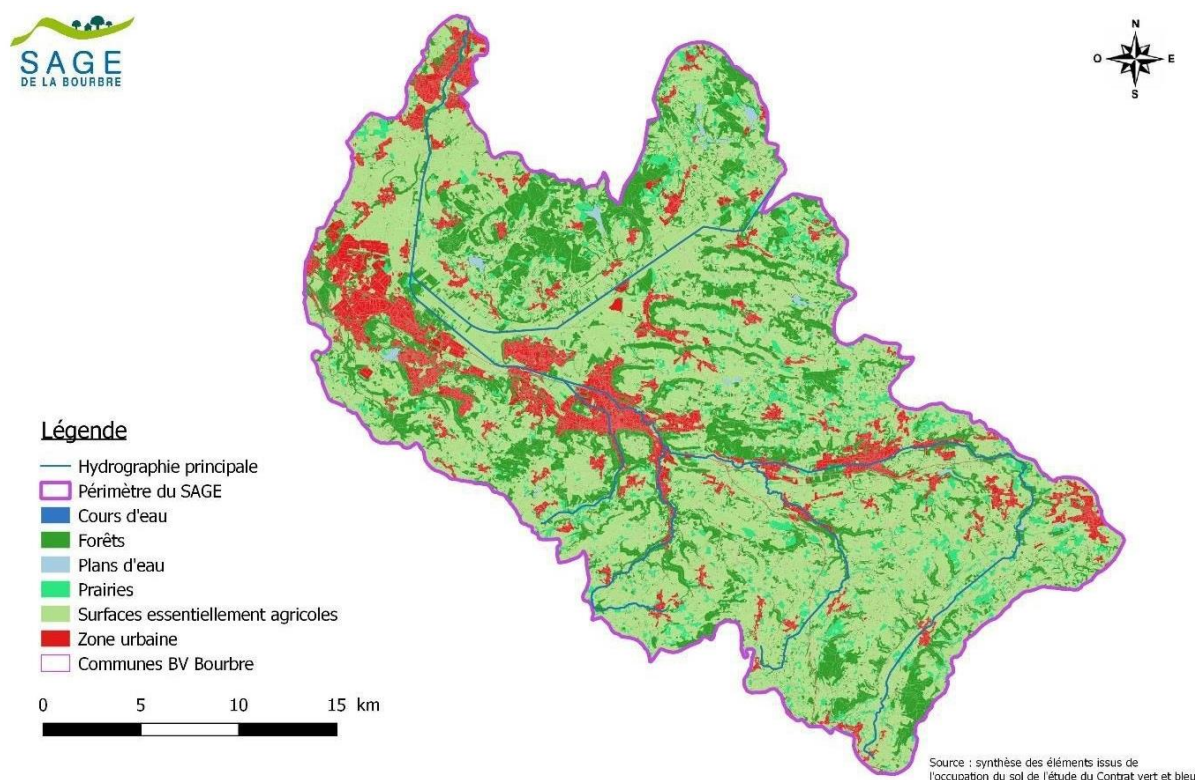 SAGE
DE LA BOURBRE
N
O
E
S
Légende
Hydrographie principale
Périmètre du SAGE
Cours d'eau
Forêts
Plans d'eau
Prairies
Surfaces essentiellement agricoles
Zone urbaine
Communes BV Bourbre
0 5 10 15 km
Source : synthèse des éléments issus de
l'occupation du sol de l'étude du Contrat vert et bleu